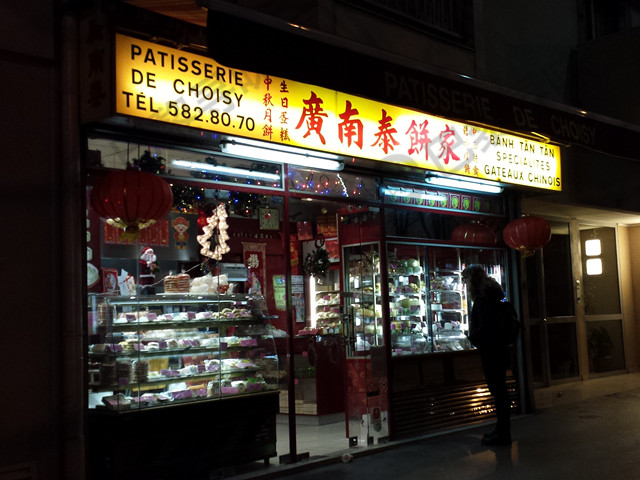 PATISSERIE
DE CHOISY
TÉL 582.80.70
中秋月餅
生日蛋糕
廣南泰餅家
BANH TÂN TÂN
SPECIALITES
GATEAUX CHINOIS
PATISSERIE DE CHOISY